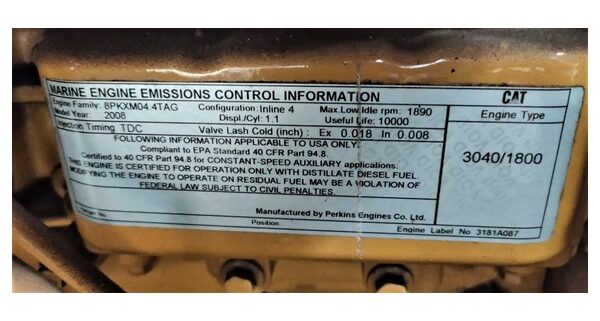 MARINE ENGINE EMISSIONS CONTROL INFORMATION
CAT
Engine Family: 8PKXM04.4TAG Configuration: Inline 4 Max Low Idle rpm: 1890
Engine Type
Model Year: 2008 Displ./Cyl: 1.1 Useful Life: 10000
Injection Timing TDC Valve Lash Cold (inch) : Ex 0.018 In 0.008
FOLLOWING INFORMATION APPLICABLE TO USA ONLY.
Compliant to EPA Standard 40 CFR Part 94.8.
Certified to 40 CFR Part 94.8 for CONSTANT-SPEED AUXILIARY applications.
THIS ENGINE IS CERTIFIED FOR OPERATION ONLY WITH DISTILLATE DIESEL FUEL.
MODIFYING THE ENGINE TO OPERATE ON RESIDUAL FUEL MAY BE A VIOLATION OF
FEDERAL LAW SUBJECT TO CIVIL PENALTIES.
3040/1800
Manufactured by Perkins Engines Co. Ltd.
Position
Engine Label No 3181A087